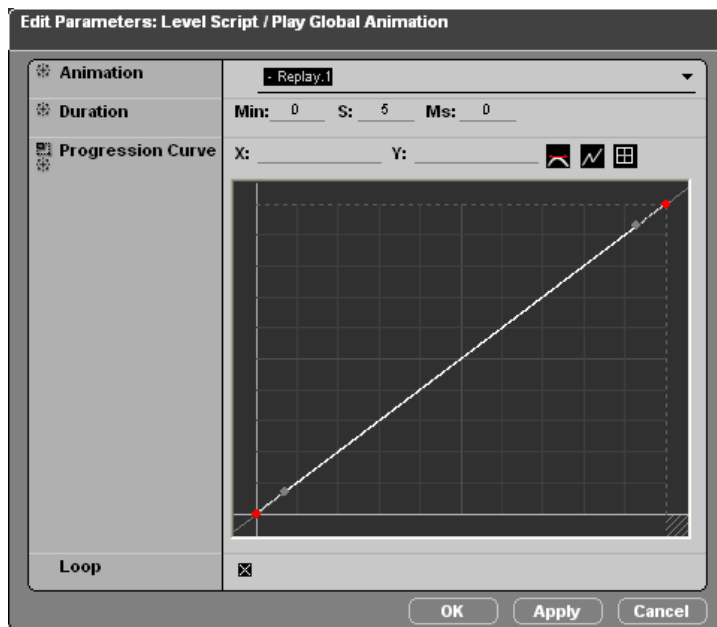 Edit Parameters: Level Script / Play Global Animation
Animation - Replay.1
Duration Min: 0 S: 5 Ms: 0
Progression Curve X: Y:
Loop
OK Apply Cancel